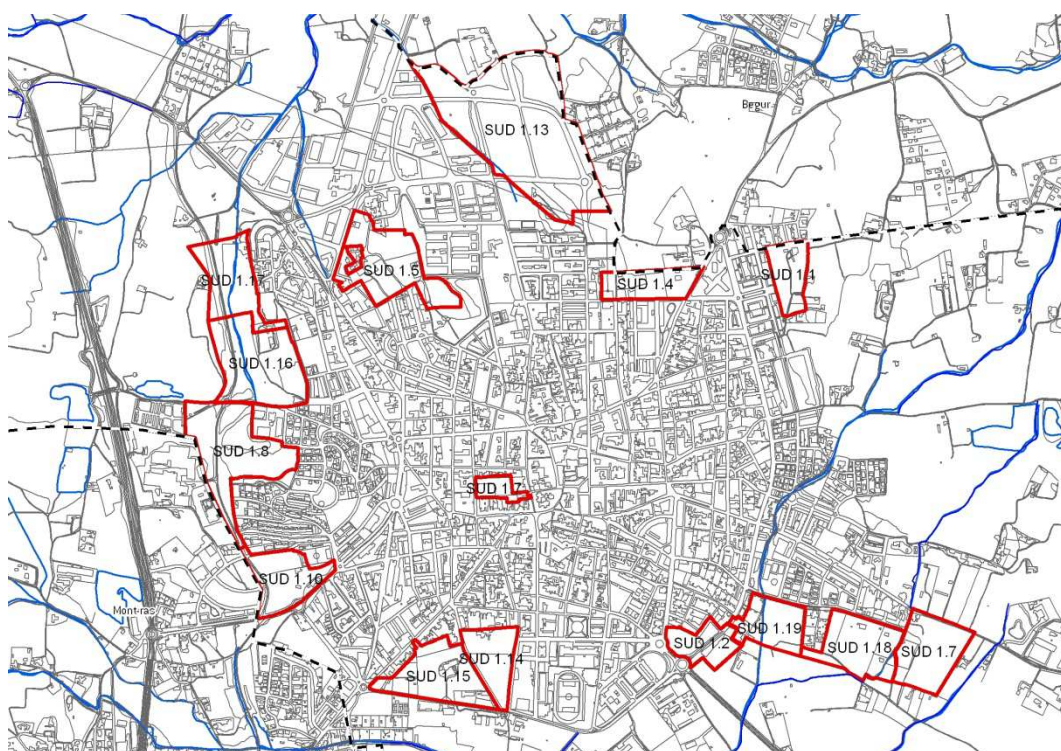 Begur
SUD 1.13
SUD 1.5
SUD 1.17
SUD 1.4
SUD 1.1
SUD 1.16
SUD 1.8
SUD 1.7
SUD 1.10
Mont-ras
SUD 1.2
SUD 1.19
SUD 1.18
SUD 1.7
SUD 1.14
SUD 1.15